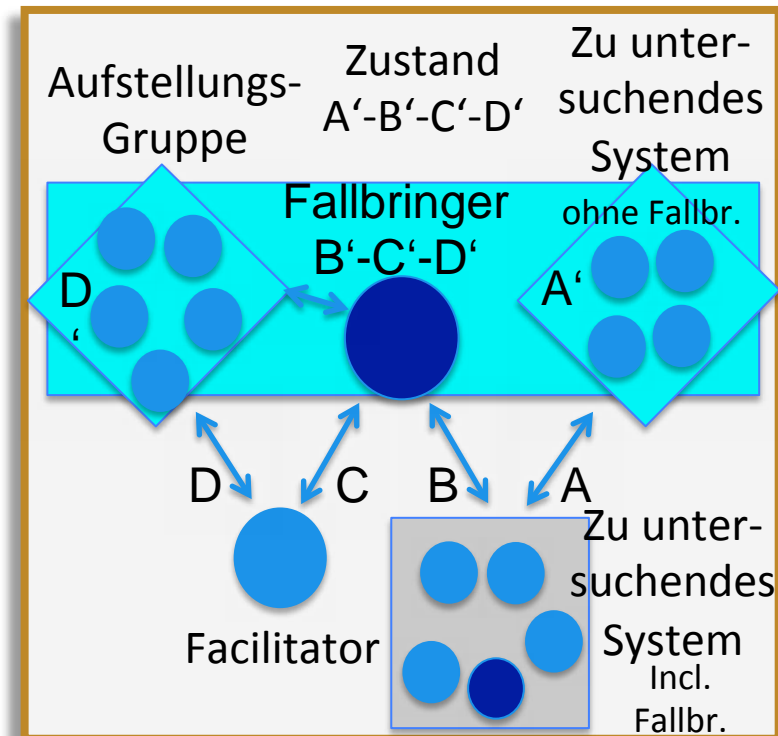 Aufstellungs-
Gruppe
Zustand
A‘-B‘-C‘-D‘
Zu unter-
suchendes
System
ohne Fallbr.
Fallbringer
B‘-C‘-D‘
D
‘
A‘
D
C
B
A
Facilitator
Zu unter-
suchendes
System
Incl.
Fallbr.